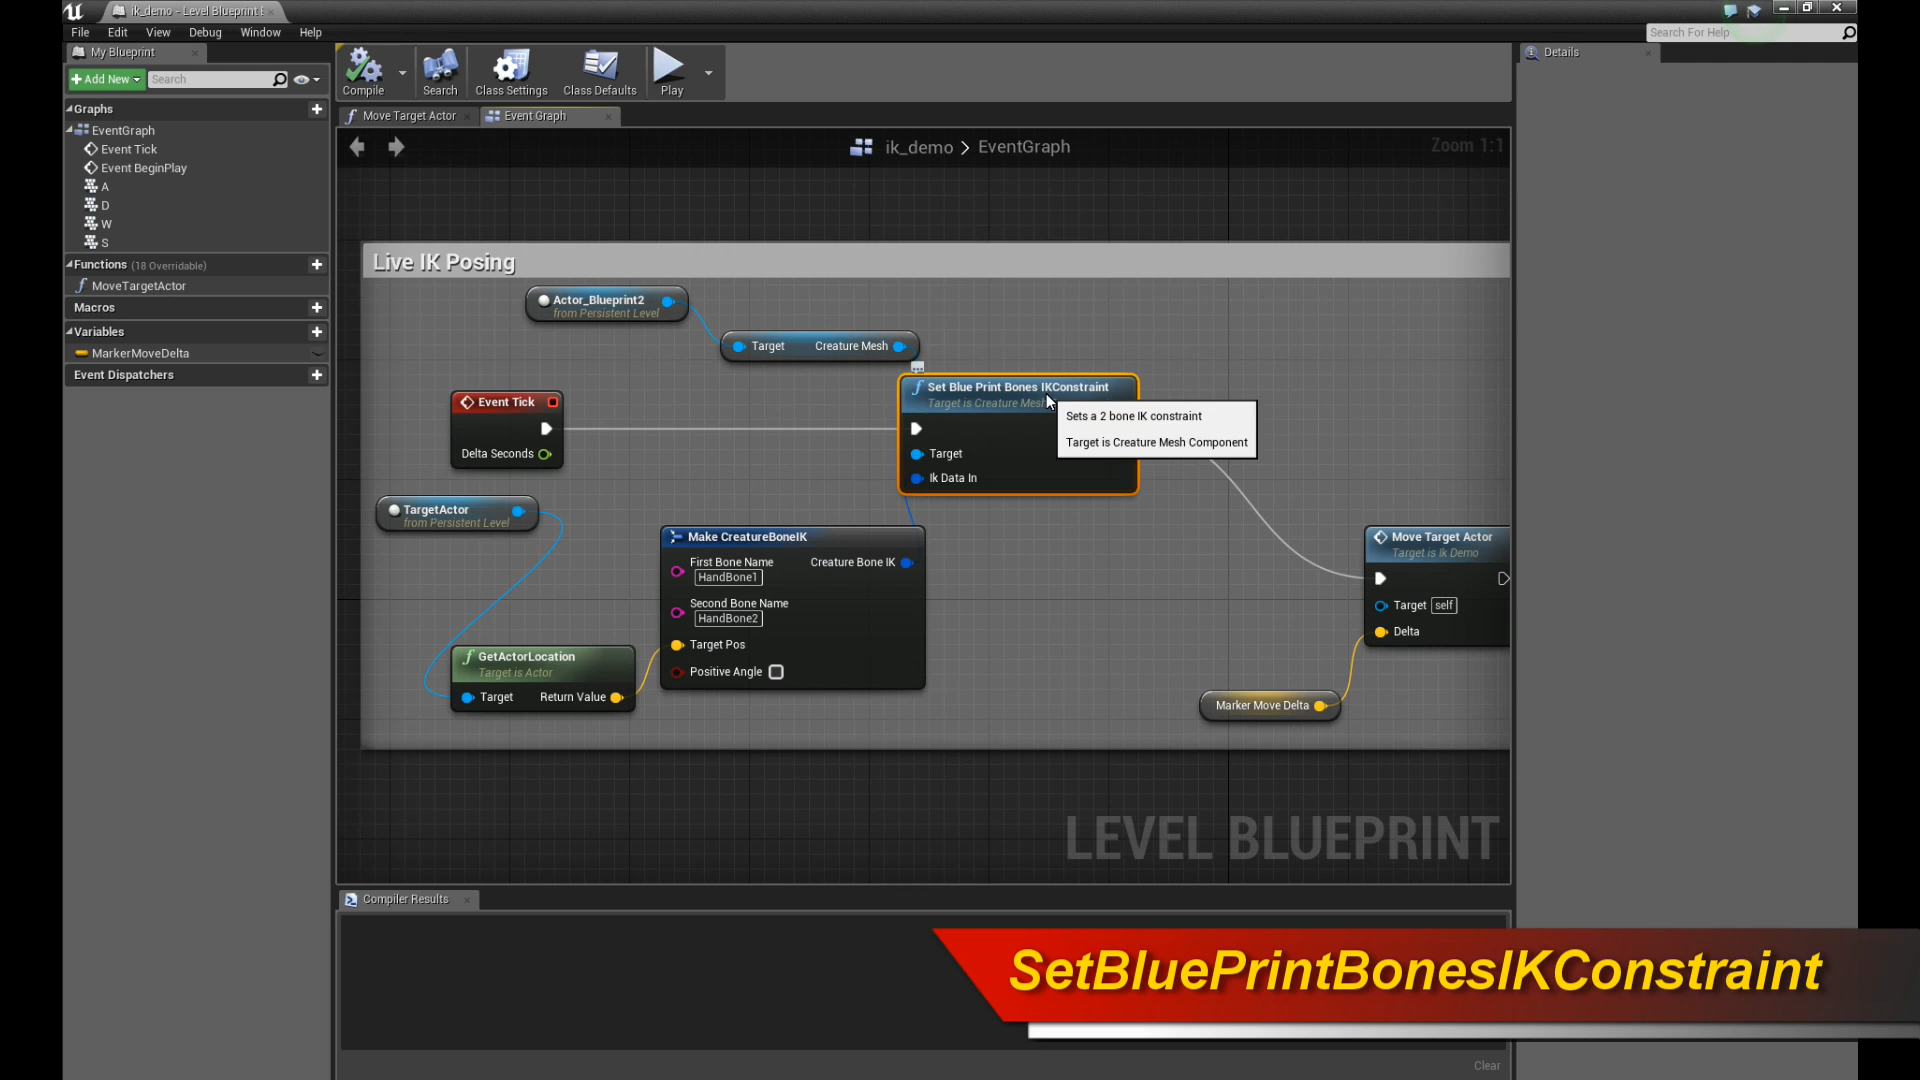 ik_demo - Level Blueprint E
File Edit View Debug Window Help
Search For Help
My Blueprint
Add New
Search
Graphs
EventGraph
Event Tick
Event BeginPlay
A
D
W
S
Functions (18 Overridable)
MoveTargetActor
Macros
Variables
MarkerMoveDelta
Event Dispatchers
Compile
Search
Class Settings
Class Defaults
Play
Details
Move Target Actor
Event Graph
ik_demo > EventGraph
Zoom 1:1
Live IK Posing
Actor_Blueprint2
from Persistent Level
Target Creature Mesh
Set Blue Print Bones IKConstraint
Target is Creature Mesh
Target
Ik Data In
Sets a 2 bone IK constraint
Target is Creature Mesh Component
Event Tick
Delta Seconds
TargetActor
from Persistent Level
Make CreatureBoneIK
First Bone Name
HandBone1
Creature Bone IK
Second Bone Name
HandBone2
Target Pos
Positive Angle
GetActorLocation
Target is Actor
Target Return Value
Move Target Actor
Target is Ik Demo
Target self
Delta
Marker Move Delta
LEVEL BLUEPRINT
Compiler Results
SetBluePrintBonesIKConstraint
Clear